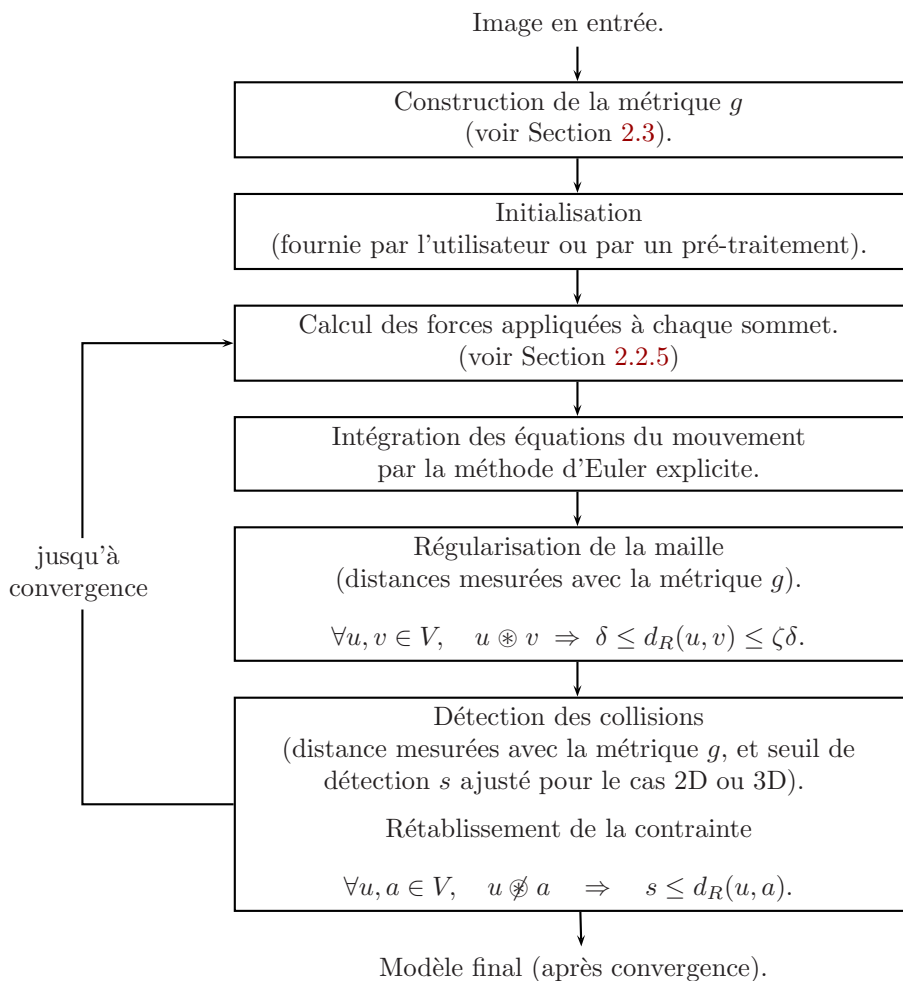 Image en entrée.
Construction de la métrique g
(voir Section 2.3).
Initialisation
(fournie par l'utilisateur ou par un pré-traitement).
Calcul des forces appliquées à chaque sommet.
(voir Section 2.2.5)
Intégration des équations du mouvement
par la méthode d'Euler explicite.
Régularisation de la maille
(distances mesurées avec la métrique g).
∀u, v ∈ V, u ⊛ v ⇒ δ ≤ d_R(u, v) ≤ ζδ.
jusqu'à
convergence
Détection des collisions
(distance mesurées avec la métrique g, et seuil de
détection s ajusté pour le cas 2D ou 3D).
Rétablissement de la contrainte
∀u, a ∈ V, u ⊛̸ a ⇒ s ≤ d_R(u, a).
Modèle final (après convergence).